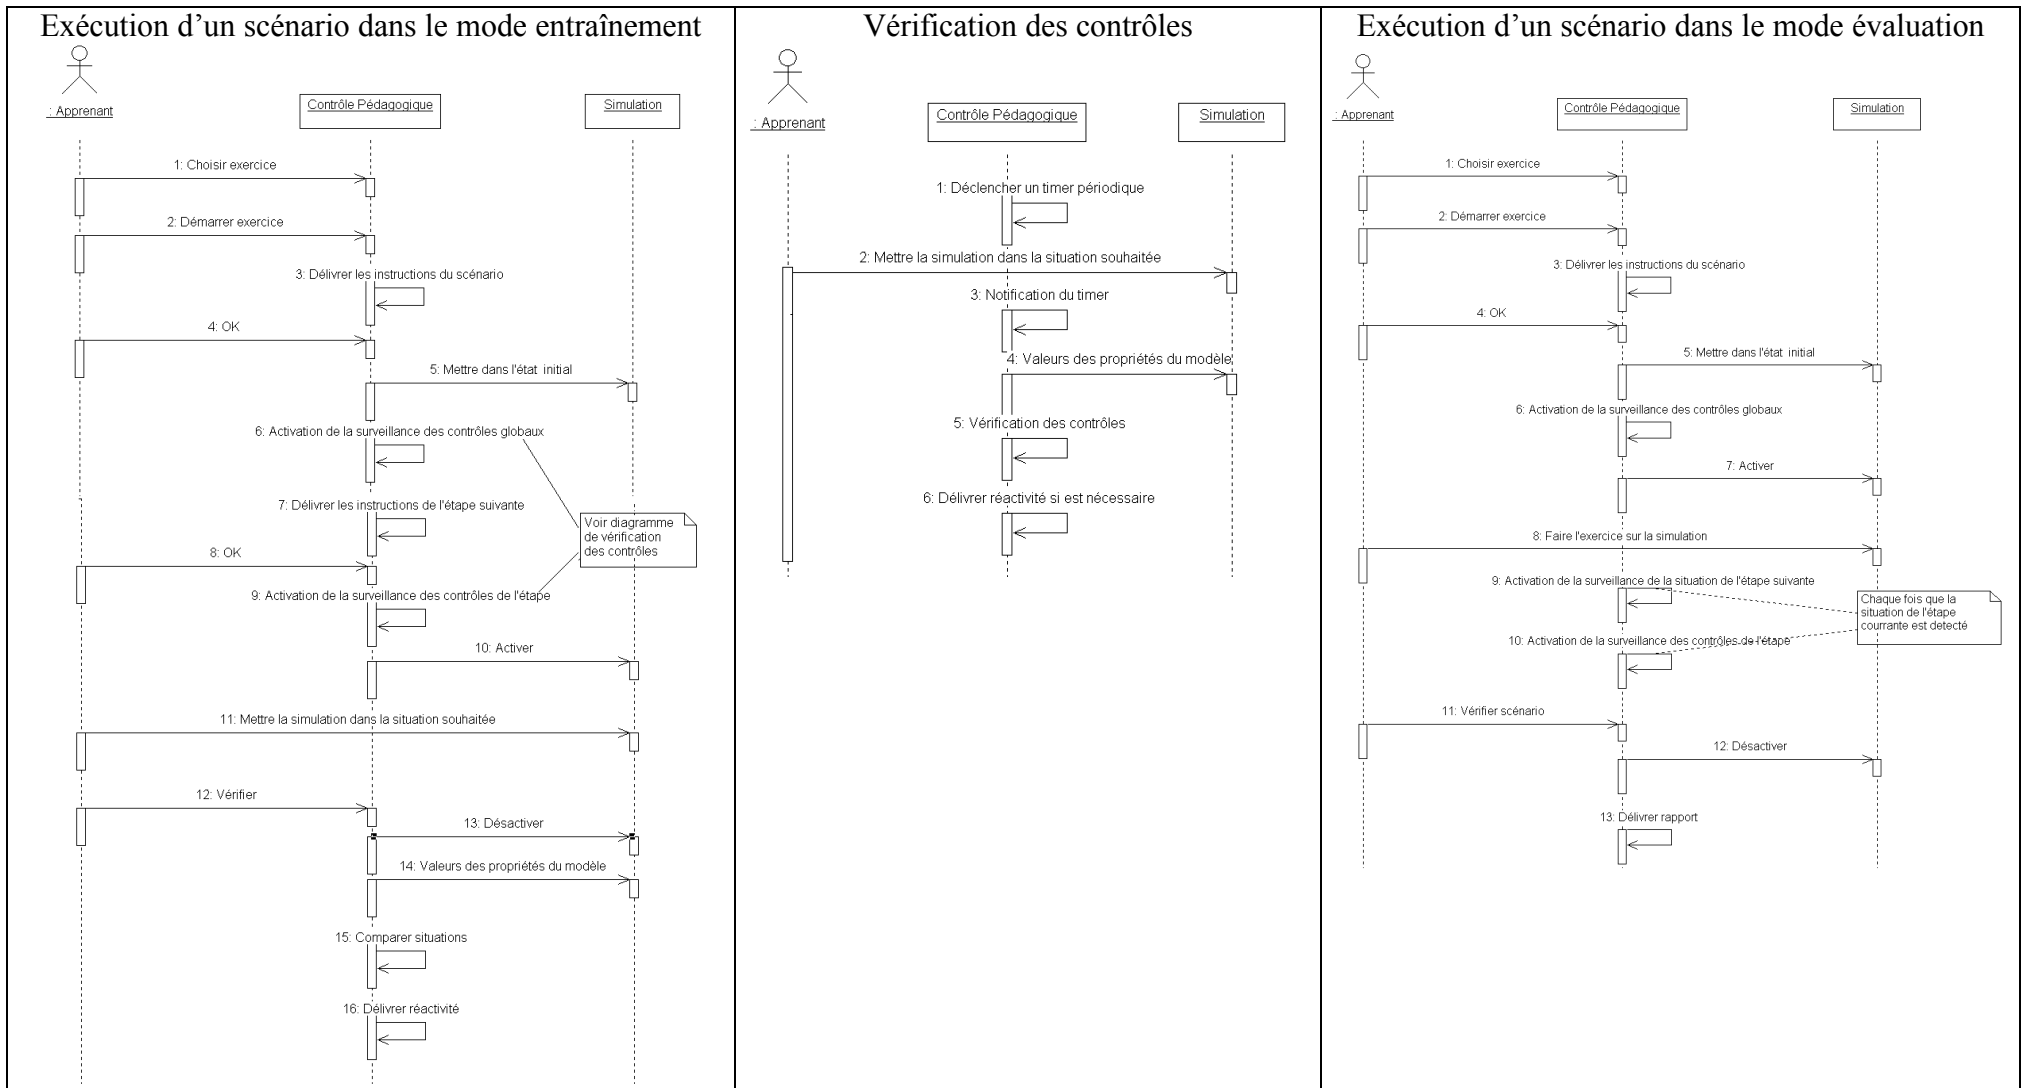 Exécution d’un scénario dans le mode entraînement
: Apprenant
Contrôle Pédagogique
Simulation
1: Choisir exercice
2: Démarrer exercice
3: Délivrer les instructions du scénario
4: OK
5: Mettre dans l'état initial
6: Activation de la surveillance des contrôles globaux
7: Délivrer les instructions de l'étape suivante
Voir diagramme
de vérification
des contrôles
8: OK
9: Activation de la surveillance des contrôles de l'étape
10: Activer
11: Mettre la simulation dans la situation souhaitée
12: Vérifier
13: Désactiver
14: Valeurs des propriétés du modèle
15: Comparer situations
16: Délivrer réactivité
Vérification des contrôles
: Apprenant
Contrôle Pédagogique
Simulation
1: Déclencher un timer périodique
2: Mettre la simulation dans la situation souhaitée
3: Notification du timer
4: Valeurs des propriétés du modèle
5: Vérification des contrôles
6: Délivrer réactivité si est nécessaire
Exécution d’un scénario dans le mode évaluation
: Apprenant
Contrôle Pédagogique
Simulation
1: Choisir exercice
2: Démarrer exercice
3: Délivrer les instructions du scénario
4: OK
5: Mettre dans l'état initial
6: Activation de la surveillance des contrôles globaux
7: Activer
8: Faire l'exercice sur la simulation
9: Activation de la surveillance de la situation de l'étape suivante
Chaque fois que la
situation de l'étape
courrante est detecté
10: Activation de la surveillance des contrôles de l'étape
11: Vérifier scénario
12: Désactiver
13: Délivrer rapport